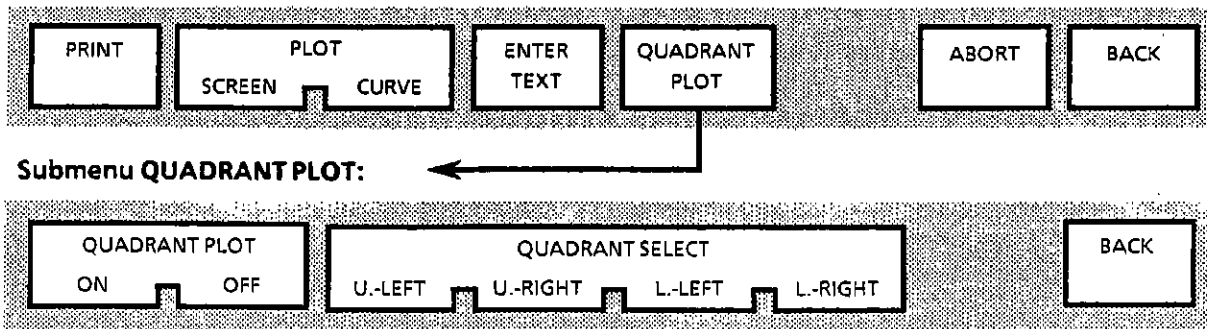 PRINT PLOT ENTER QUADRANT ABORT BACK
SCREEN CURVE TEXT PLOT
Submenu QUADRANT PLOT:
QUADRANT PLOT QUADRANT SELECT BACK
ON OFF U.-LEFT U.-RIGHT L.-LEFT L.-RIGHT